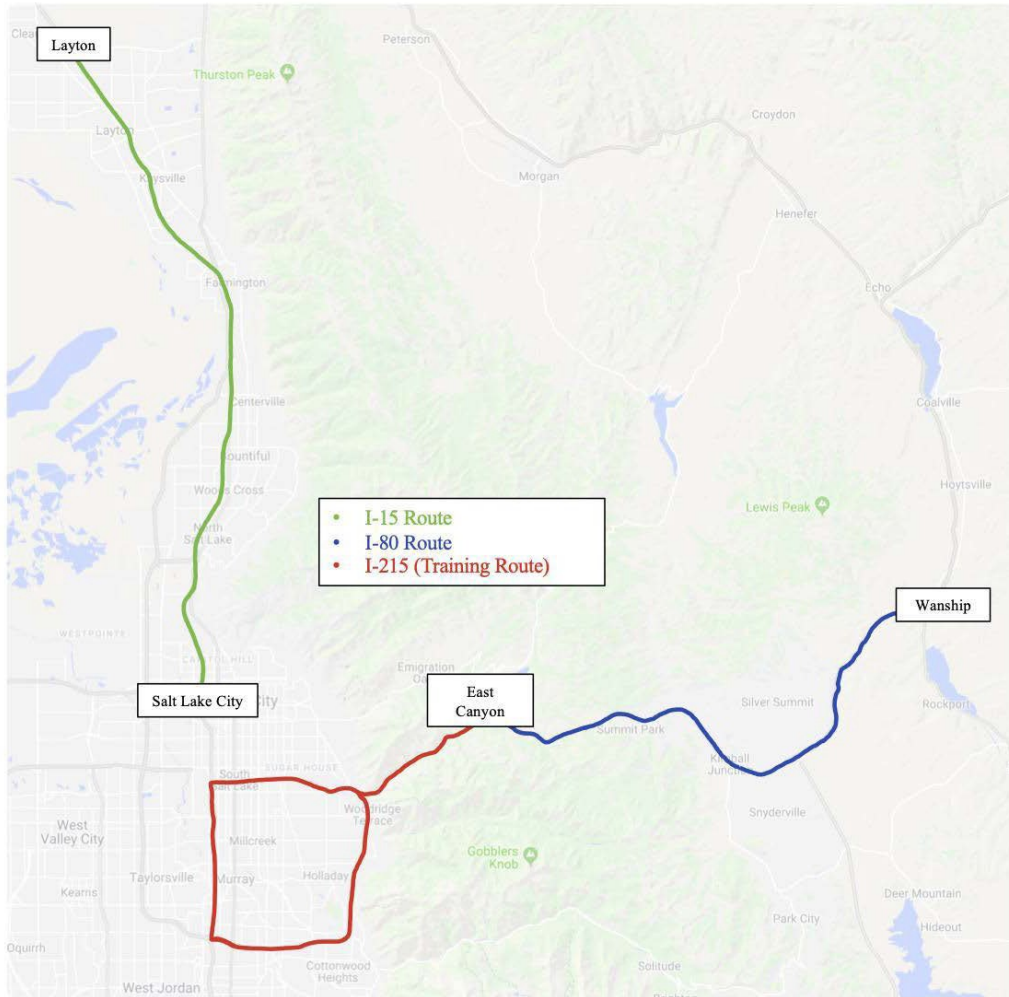 Clea
Layton
Peterson
Thurston Peak
Croydon
Layton
Morgan
Kaysville
Henefer
Farmington
Echo
Centerville
Coalville
Bountiful
Woods Cross
Hoytsville
Lewis Peak
North
Salt Lake
• I-15 Route
• I-80 Route
• I-215 (Training Route)
Wanship
WESTPOINTE
CAPITOL HILL
Emigration
Oa
Salt Lake City
City
East
Canyon
Silver Summit
Rockport
Summit Park
Kimball
Junction
SUGAR HOUSE
South
Salt Lake
Woodridge
Terrace
Snyderville
West
Valley City
Millcreek
Gobblers
Knob
Taylorsville
Murray
Holladay
Kearns
Deer Mountain
Park City
Hideout
Oquirrh
Cottonwood
Heights
Solitude
West Jordan